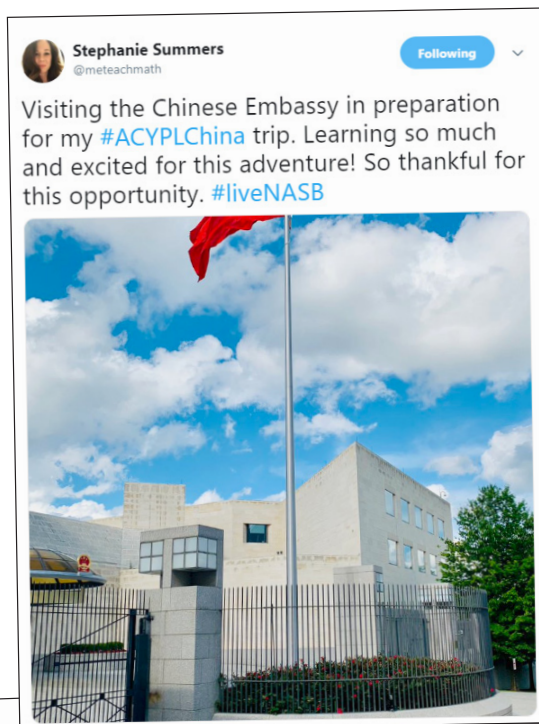 Stephanie Summers
@meteachmath
Following
Visiting the Chinese Embassy in preparation
for my #ACYPLChina trip. Learning so much
and excited for this adventure! So thankful for
this opportunity. #liveNASB